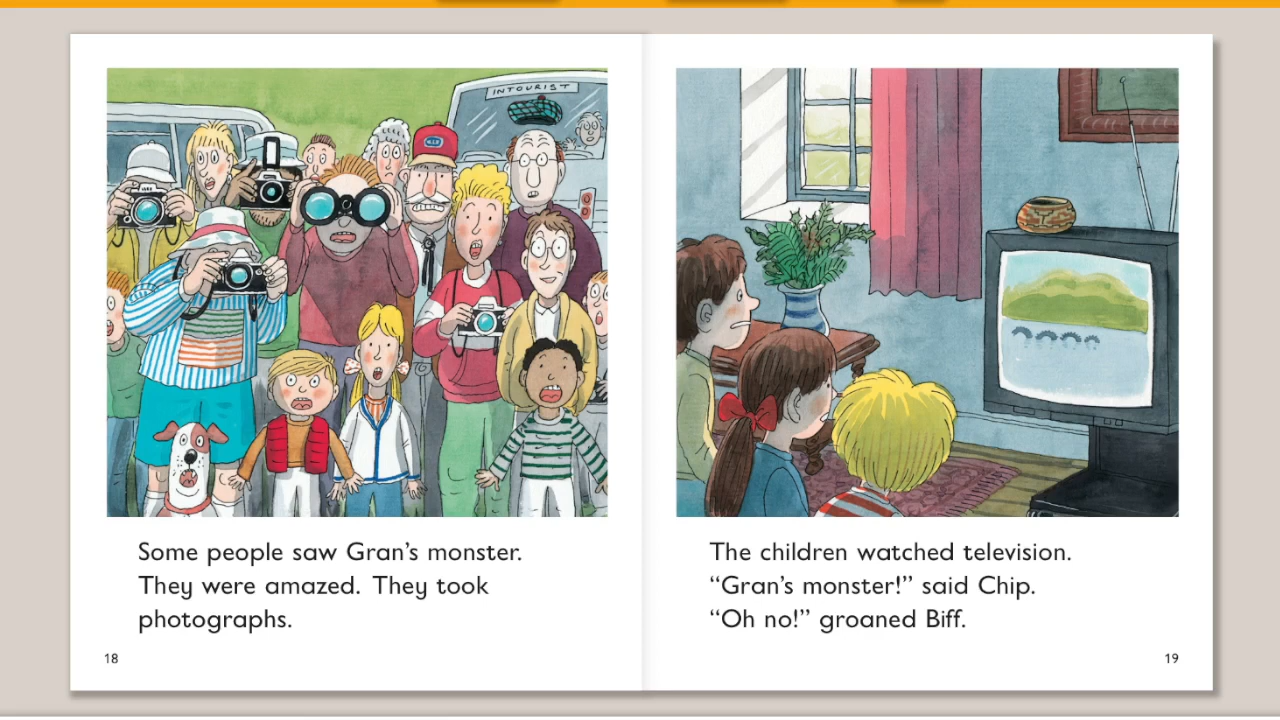 INTOURIST
Some people saw Gran's monster.
They were amazed. They took
photographs.
18
The children watched television.
"Gran's monster!" said Chip.
"Oh no!" groaned Biff.
19